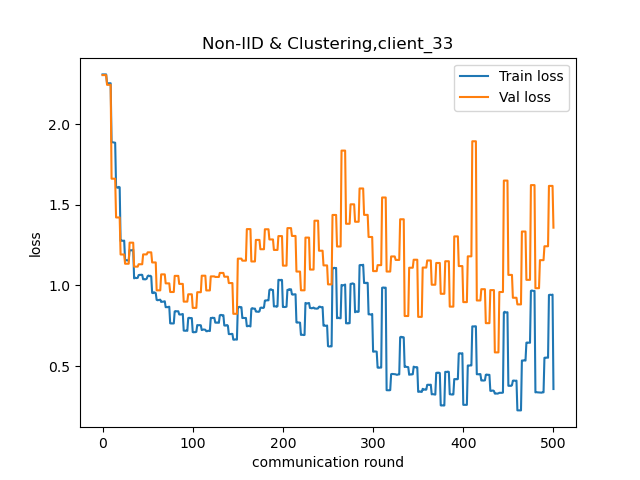 Non-IID & Clustering,client_33
Train loss
Val loss
loss
2.0
1.5
1.0
0.5
0 100 200 300 400 500
communication round